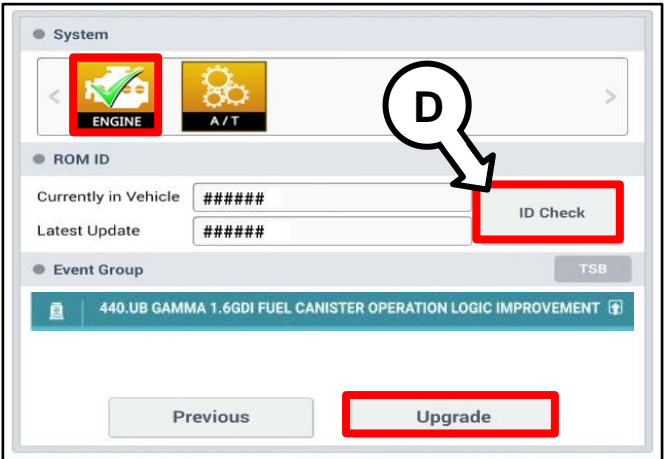 System
ENGINE
A/T
D
ROM ID
Currently in Vehicle ######
ID Check
Latest Update ######
Event Group
TSB
440.UB GAMMA 1.6GDI FUEL CANISTER OPERATION LOGIC IMPROVEMENT
Previous
Upgrade